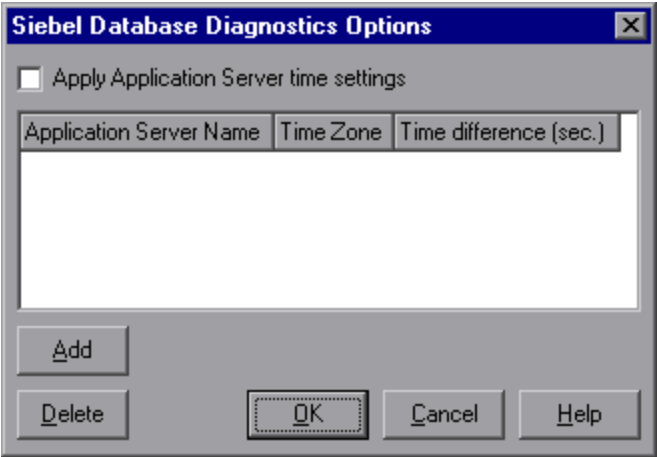 Siebel Database Diagnostics Options
Apply Application Server time settings
Application Server Name Time Zone Time difference (sec.)
Add
Delete OK Cancel Help